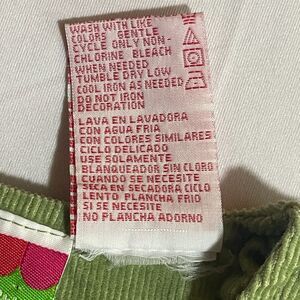 WASH WITH LIKE
COLORS GENTLE
CYCLE ONLY NON-
CHLORINE BLEACH
WHEN NEEDED
TUMBLE DRY LOW
COOL IRON AS NEEDED
DO NOT IRON
DECORATION
LAVA EN LAVADORA
CON AGUA FRIA
CON COLORES SIMILARES
CICLO DELICADO
USE SOLAMENTE
BLANQUEADOR SIN CLORO
CUANDO SE NECESITE
SECA EN SECADORA CICLO
LENTO PLANCHA FRIO
SI SE NECESITE
NO PLANCHA ADORNO